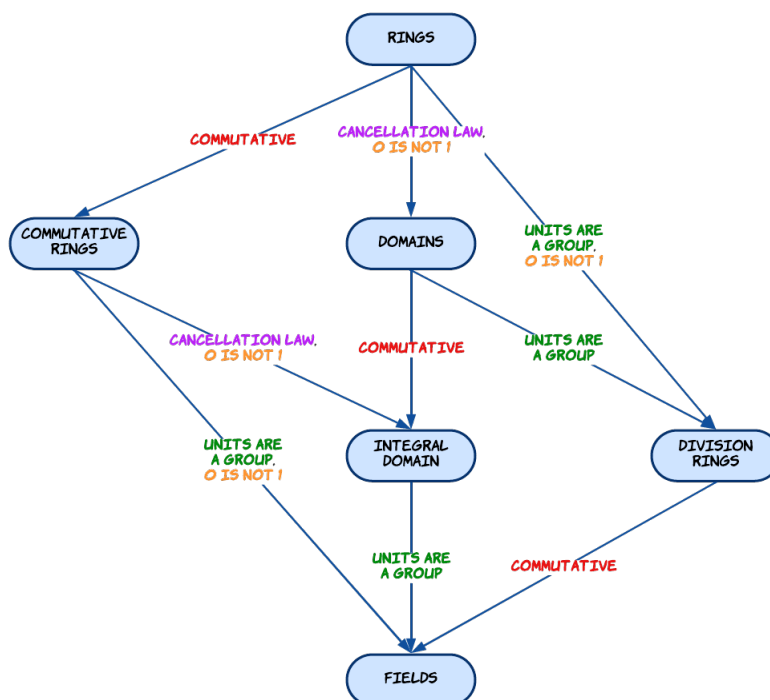 RINGS
COMMUTATIVE
CANCELLATION LAW,
0 IS NOT 1
COMMUTATIVE
RINGS
DOMAINS
UNITS ARE
A GROUP,
0 IS NOT 1
CANCELLATION LAW,
0 IS NOT 1
COMMUTATIVE
UNITS ARE
A GROUP
UNITS ARE
A GROUP,
0 IS NOT 1
INTEGRAL
DOMAIN
DIVISION
RINGS
UNITS ARE
A GROUP
COMMUTATIVE
FIELDS